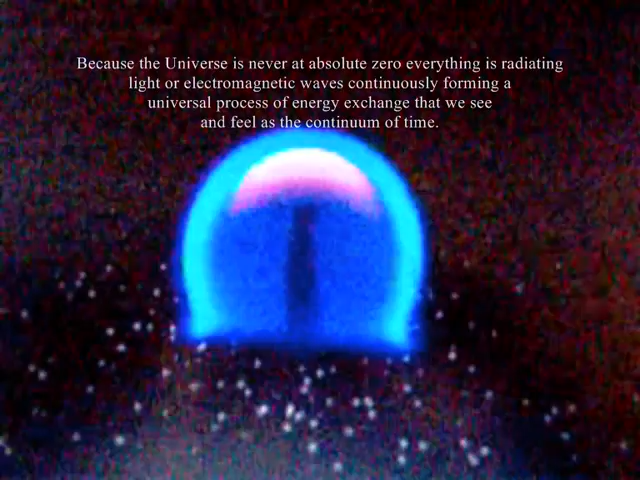 Because the Universe is never at absolute zero everything is radiating
light or electromagnetic waves continuously forming a
universal process of energy exchange that we see
and feel as the continuum of time.